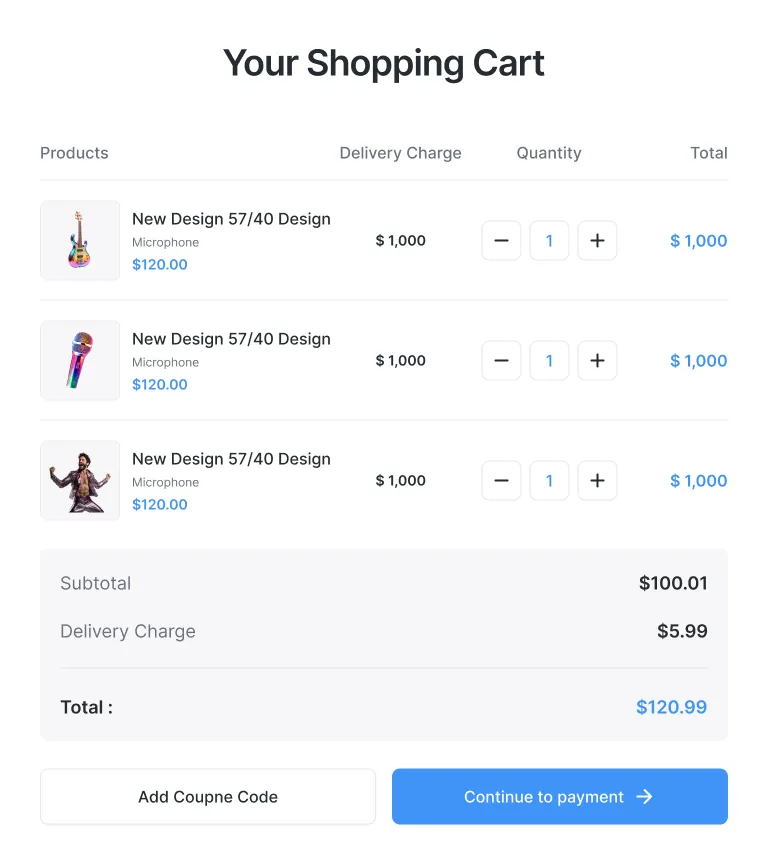 Your Shopping Cart
Products Delivery Charge Quantity Total
New Design 57/40 Design
Microphone
$120.00
$ 1,000 1 $ 1,000
New Design 57/40 Design
Microphone
$120.00
$ 1,000 1 $ 1,000
New Design 57/40 Design
Microphone
$120.00
$ 1,000 1 $ 1,000
Subtotal $100.01
Delivery Charge $5.99
Total : $120.99
Add Coupne Code
Continue to payment